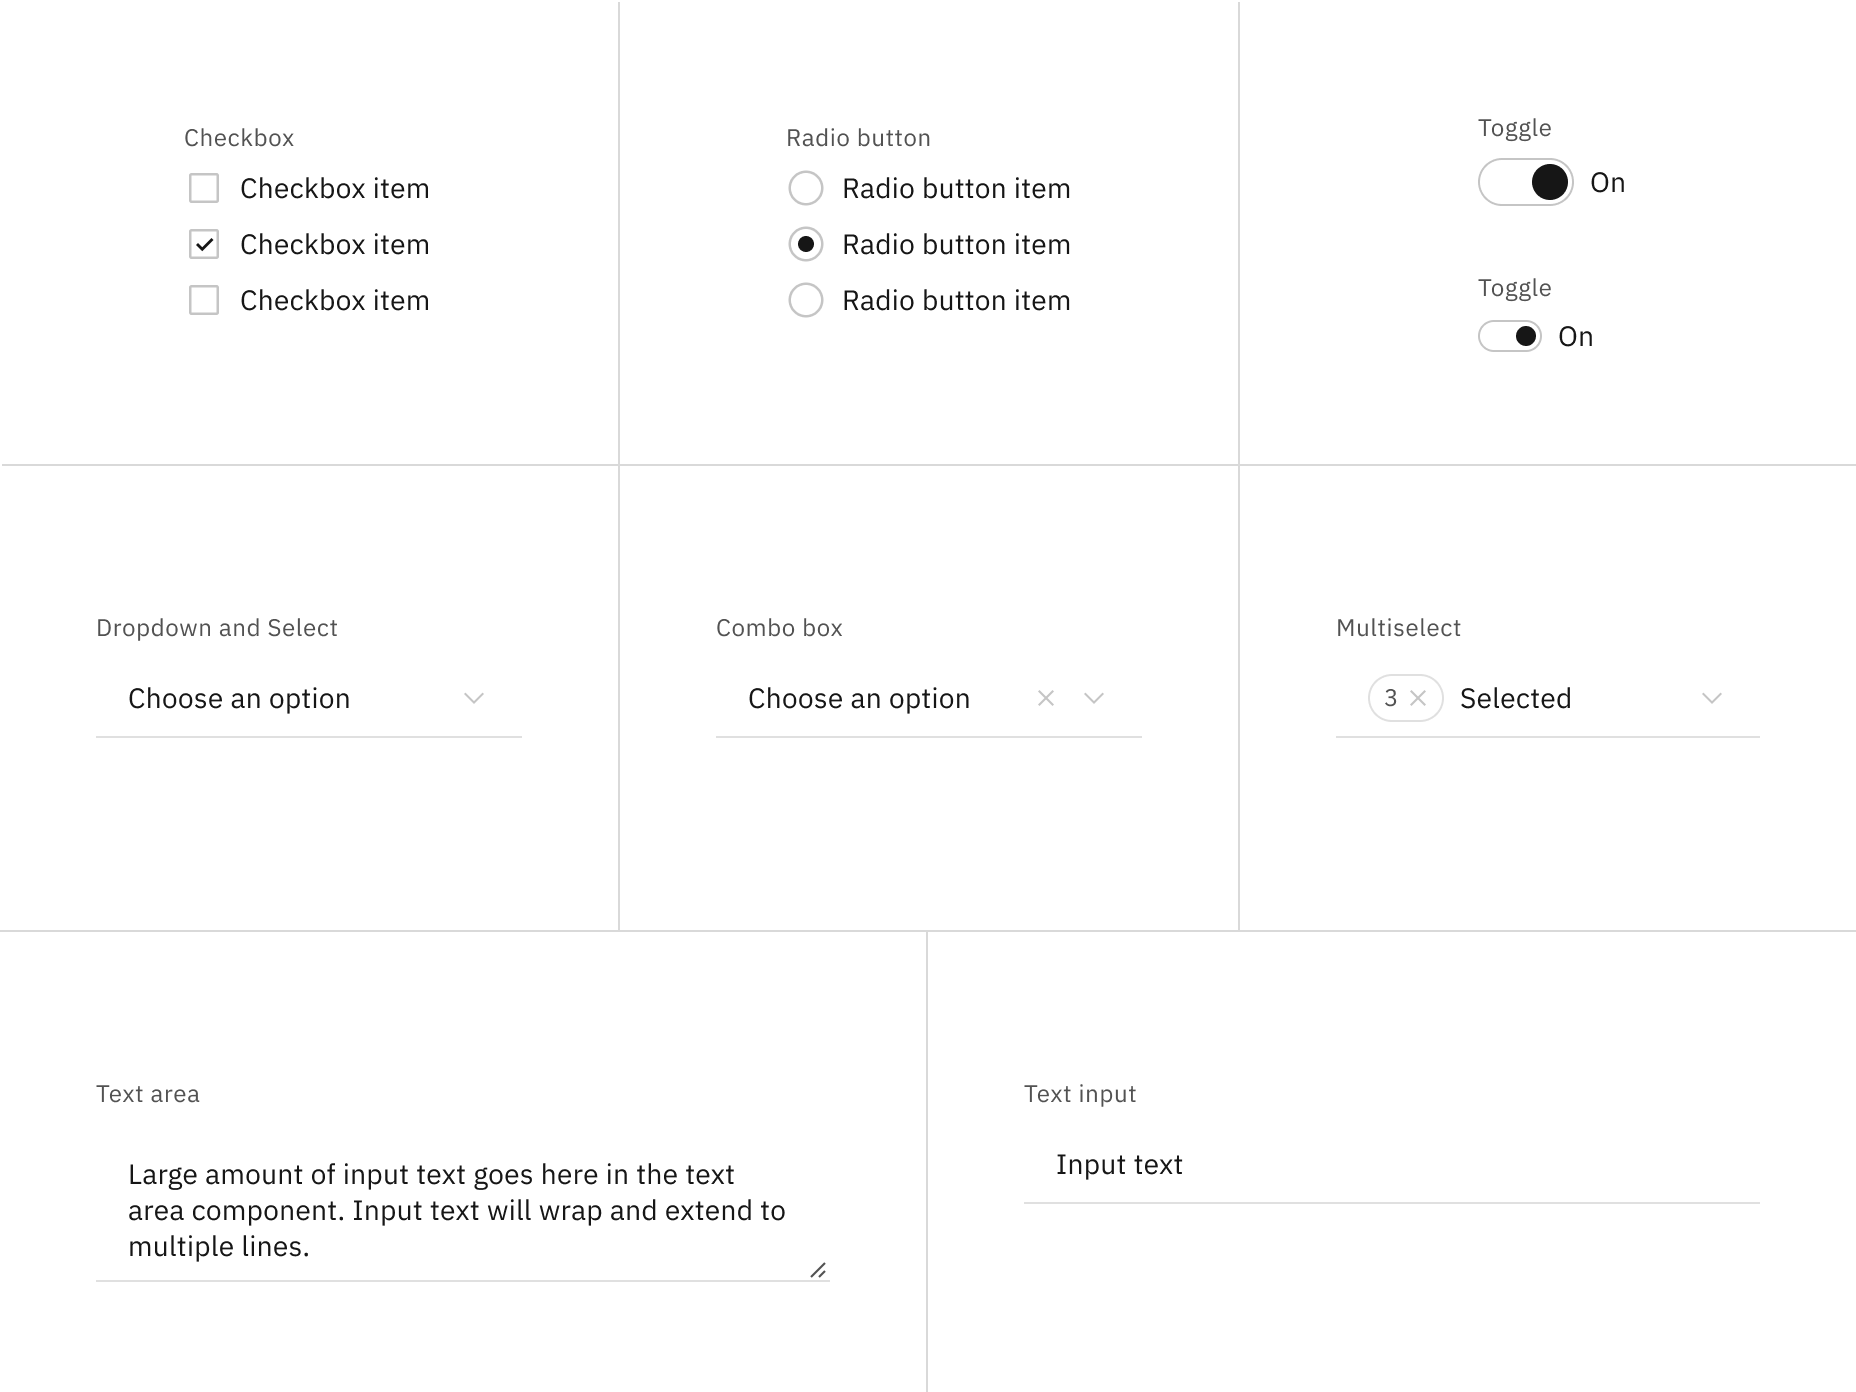 Checkbox
Checkbox item
Checkbox item
Checkbox item
Radio button
Radio button item
Radio button item
Radio button item
Toggle
On
Toggle
On
Dropdown and Select
Choose an option
Combo box
Choose an option
Multiselect
3 Selected
Text area
Large amount of input text goes here in the text
area component. Input text will wrap and extend to
multiple lines.
Text input
Input text